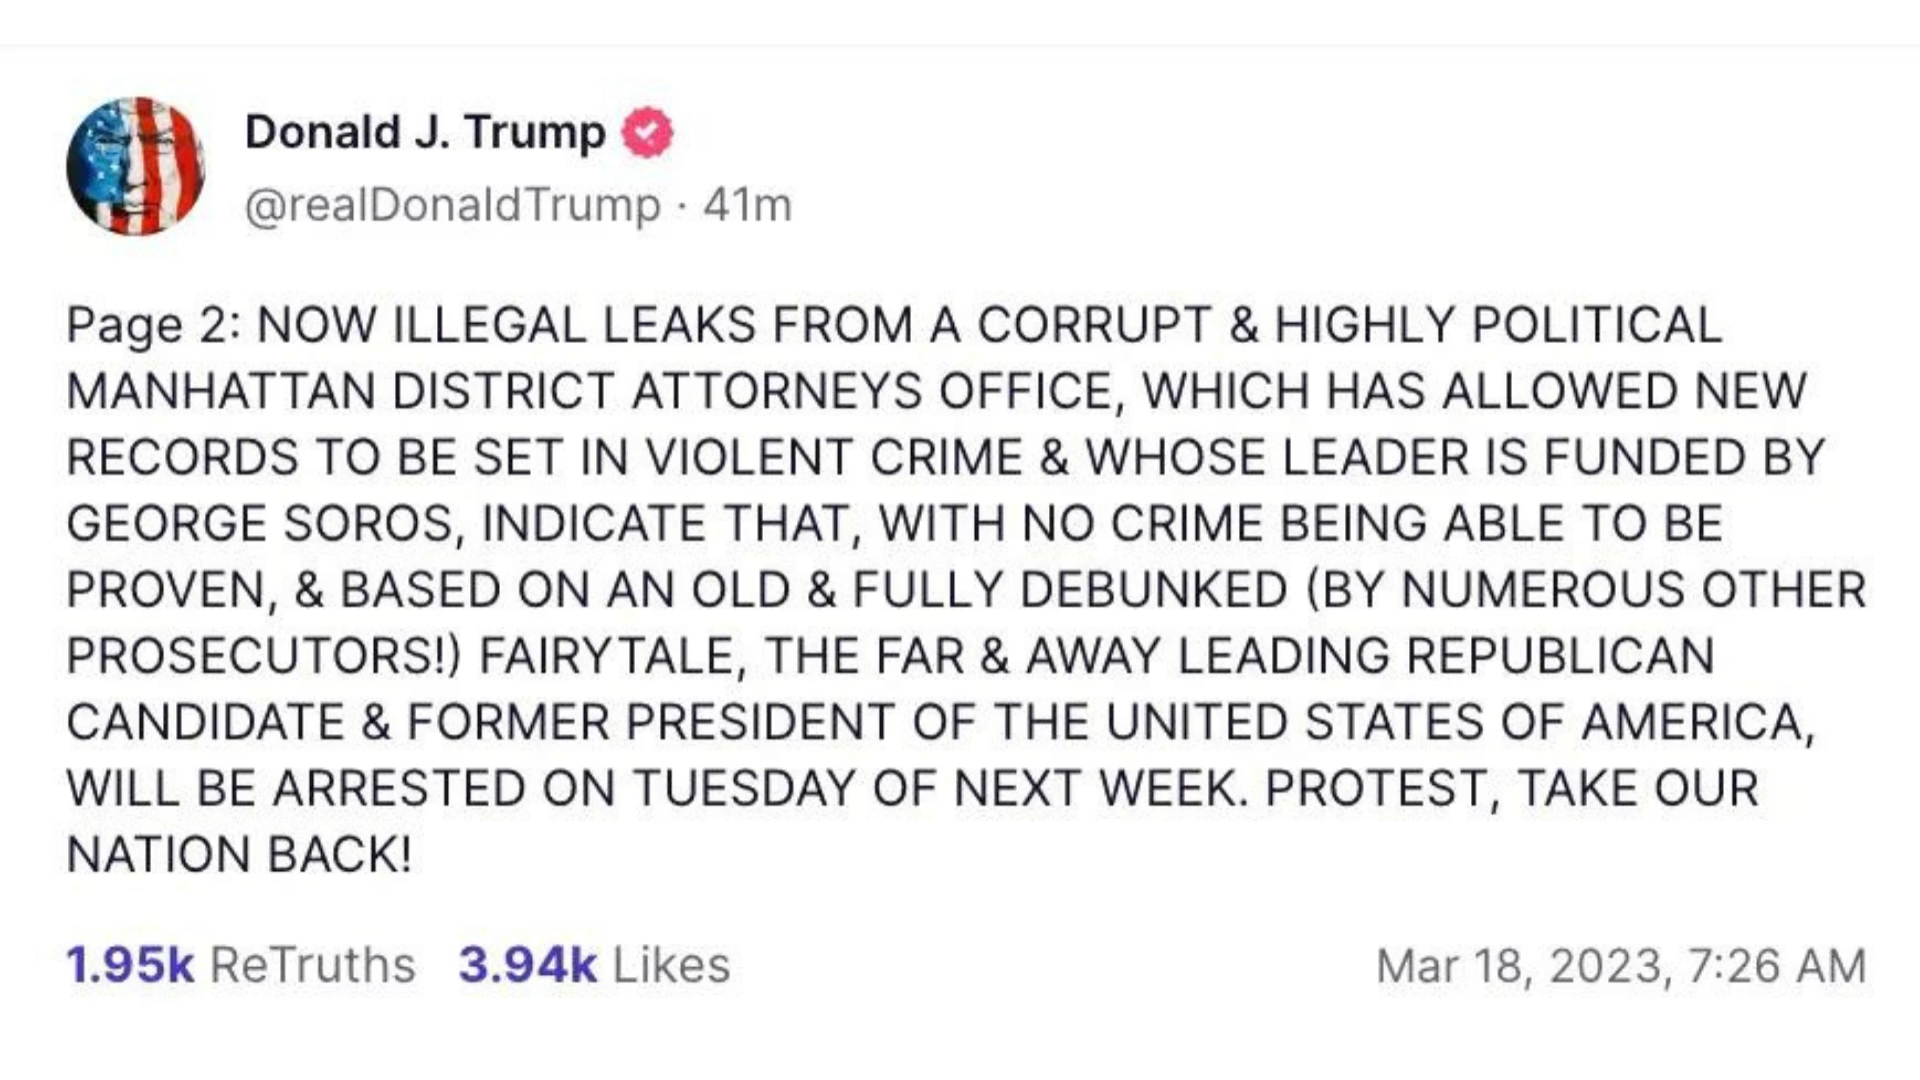 Donald J. Trump
@realDonaldTrump · 41m
Page 2: NOW ILLEGAL LEAKS FROM A CORRUPT & HIGHLY POLITICAL
MANHATTAN DISTRICT ATTORNEYS OFFICE, WHICH HAS ALLOWED NEW
RECORDS TO BE SET IN VIOLENT CRIME & WHOSE LEADER IS FUNDED BY
GEORGE SOROS, INDICATE THAT, WITH NO CRIME BEING ABLE TO BE
PROVEN, & BASED ON AN OLD & FULLY DEBUNKED (BY NUMEROUS OTHER
PROSECUTORS!) FAIRYTALE, THE FAR & AWAY LEADING REPUBLICAN
CANDIDATE & FORMER PRESIDENT OF THE UNITED STATES OF AMERICA,
WILL BE ARRESTED ON TUESDAY OF NEXT WEEK. PROTEST, TAKE OUR
NATION BACK!
1.95k ReTruths 3.94k Likes Mar 18, 2023, 7:26 AM